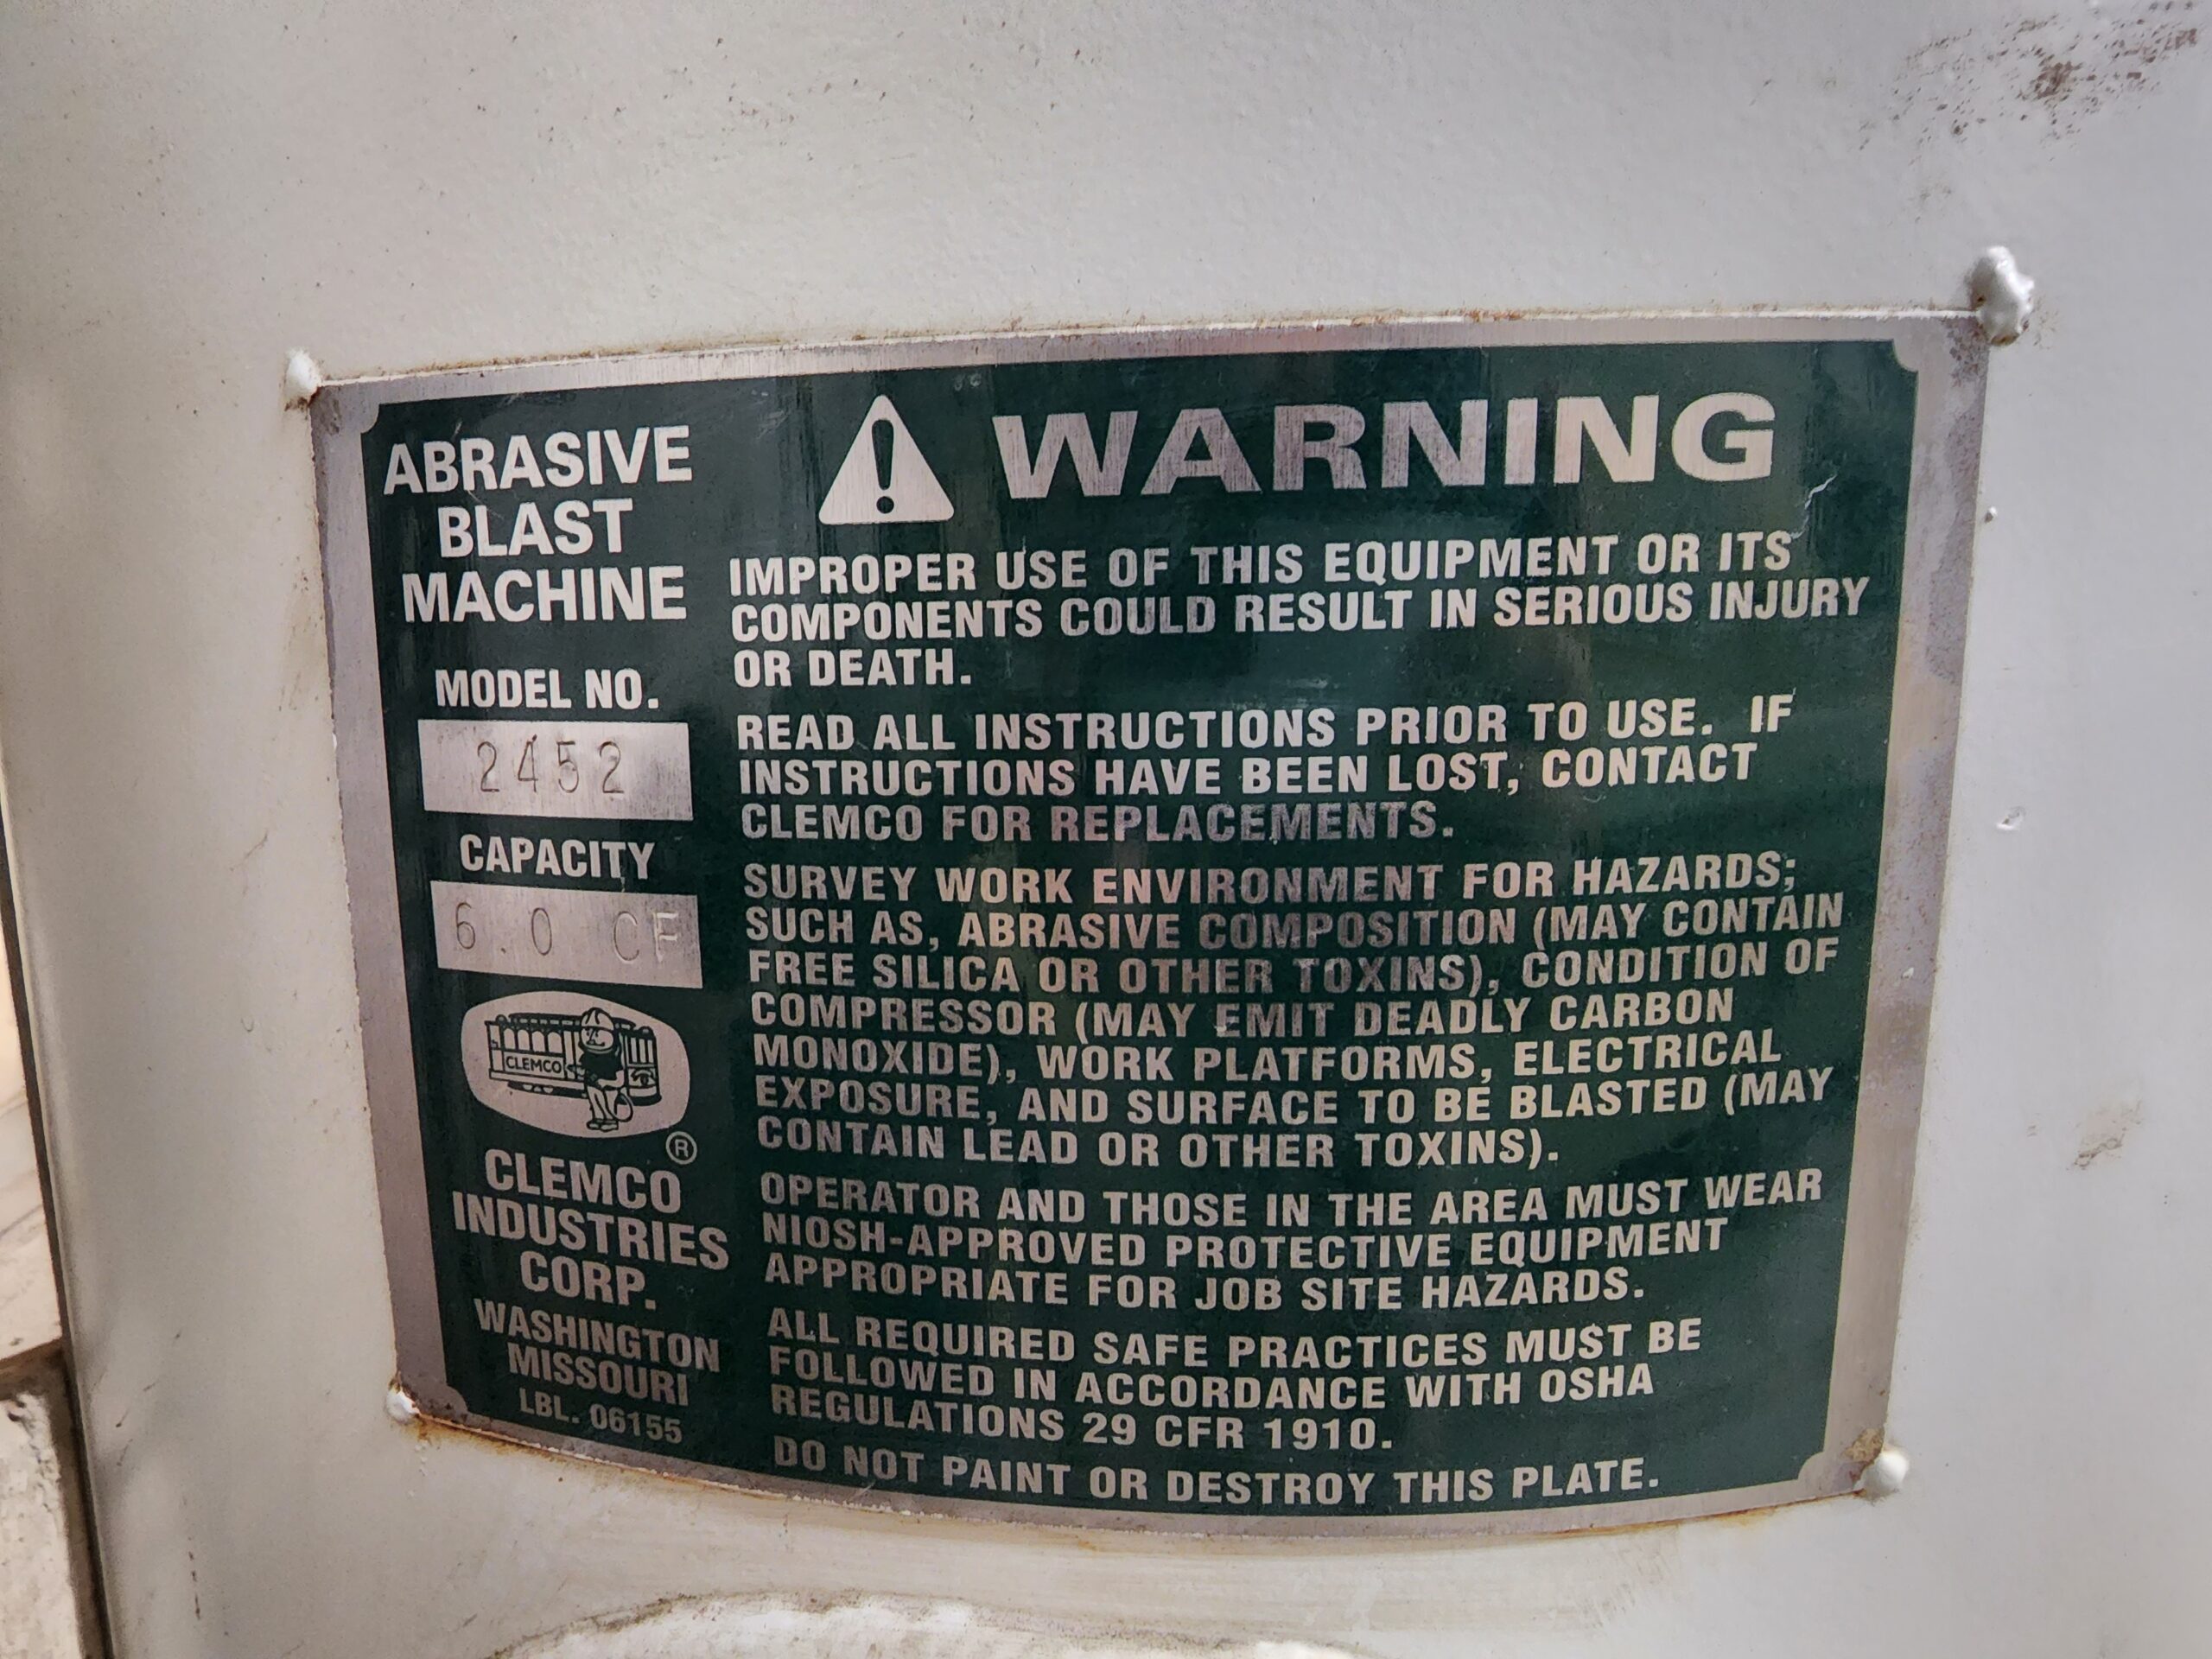 ABRASIVE
BLAST
MACHINE
MODEL NO.
2452
CAPACITY
6.0 CF
CLEMCO
®
CLEMCO
INDUSTRIES
CORP.
WASHINGTON
MISSOURI
LBL. 06155
WARNING
IMPROPER USE OF THIS EQUIPMENT OR ITS
COMPONENTS COULD RESULT IN SERIOUS INJURY
OR DEATH.
READ ALL INSTRUCTIONS PRIOR TO USE. IF
INSTRUCTIONS HAVE BEEN LOST, CONTACT
CLEMCO FOR REPLACEMENTS.
SURVEY WORK ENVIRONMENT FOR HAZARDS;
SUCH AS, ABRASIVE COMPOSITION (MAY CONTAIN
FREE SILICA OR OTHER TOXINS), CONDITION OF
COMPRESSOR (MAY EMIT DEADLY CARBON
MONOXIDE), WORK PLATFORMS, ELECTRICAL
EXPOSURE, AND SURFACE TO BE BLASTED (MAY
CONTAIN LEAD OR OTHER TOXINS).
OPERATOR AND THOSE IN THE AREA MUST WEAR
NIOSH-APPROVED PROTECTIVE EQUIPMENT
APPROPRIATE FOR JOB SITE HAZARDS.
ALL REQUIRED SAFE PRACTICES MUST BE
FOLLOWED IN ACCORDANCE WITH OSHA
REGULATIONS 29 CFR 1910.
DO NOT PAINT OR DESTROY THIS PLATE.